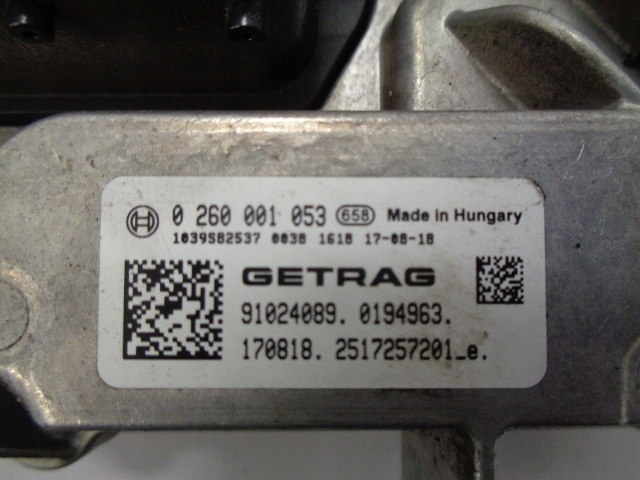 0 260 001 053 658 Made in Hungary
1039S82537 0038 1618 17-08-18
GETRAG
91024089. 0194963.
170818. 2517257201_e.